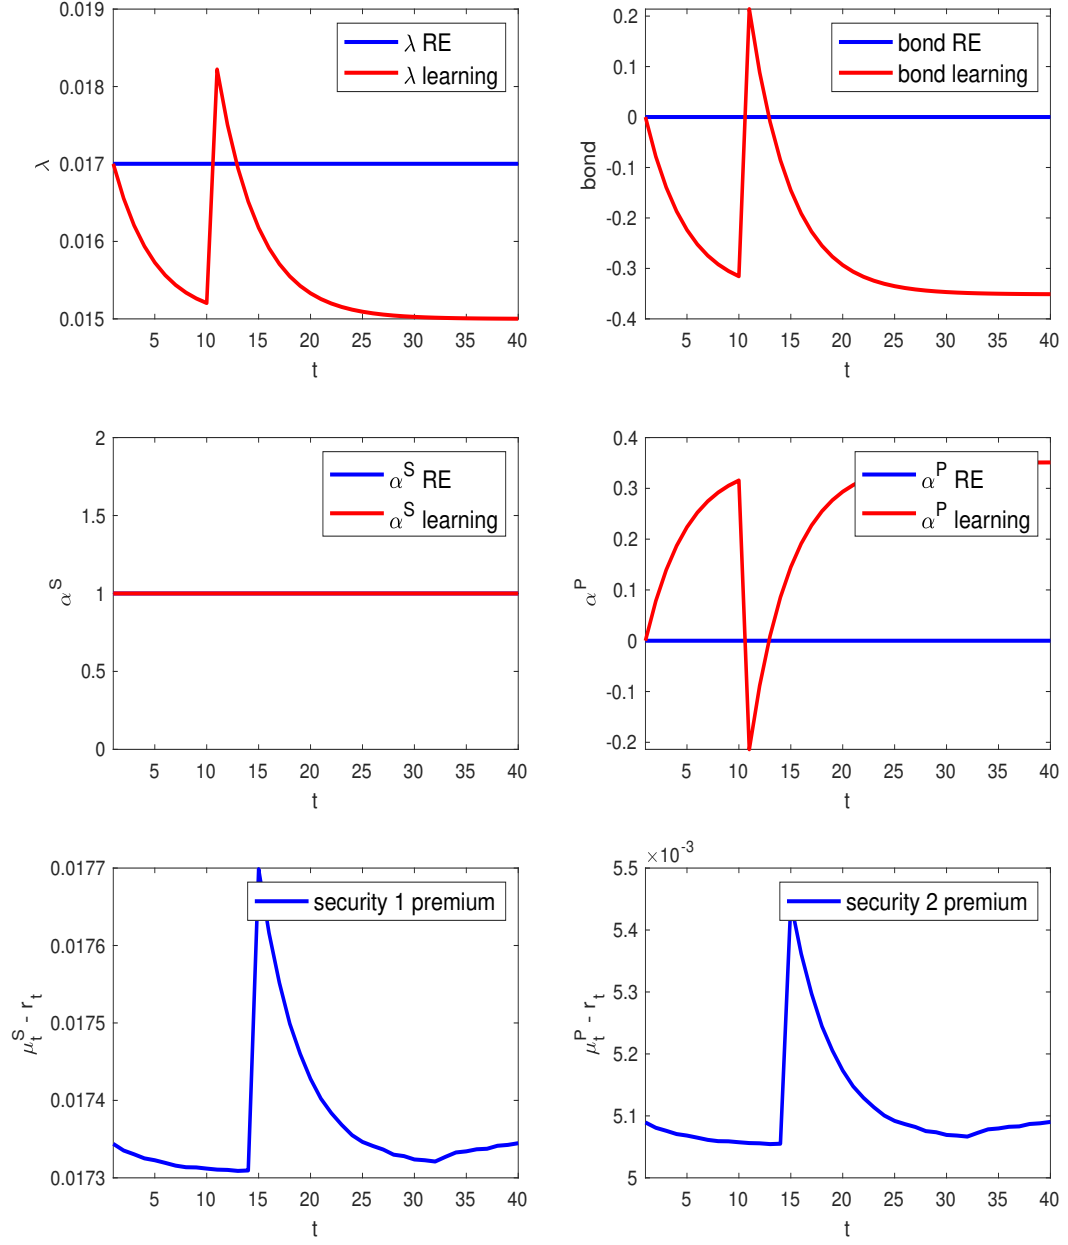 0.019
0.018
0.017
0.016
0.015
λ
λ RE
λ learning
5 10 15 20 25 30 35 40
t
0.2
0.1
0
-0.1
-0.2
-0.3
-0.4
bond
bond RE
bond learning
5 10 15 20 25 30 35 40
t
2
1.5
1
0.5
0
α^S
α^S RE
α^S learning
5 10 15 20 25 30 35 40
t
0.4
0.3
0.2
0.1
0
-0.1
-0.2
α^P
α^P RE
α^P learning
5 10 15 20 25 30 35 40
t
0.0177
0.0176
0.0175
0.0174
0.0173
μ_t^S - r_t
security 1 premium
5 10 15 20 25 30 35 40
t
×10^-3
5.5
5.4
5.3
5.2
5.1
5
μ_t^P - r_t
security 2 premium
5 10 15 20 25 30 35 40
t